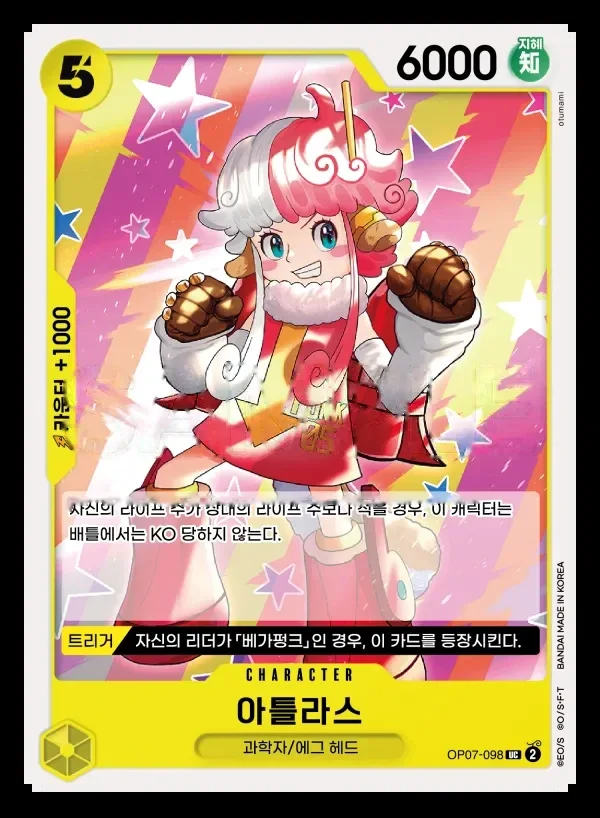 5
6000
지혜
知
otumami
카운터 +1000
PUNK
05
자신의 라이프 수가 상대의 라이프 수보다 적을 경우, 이 캐릭터는
배틀에서는 KO 당하지 않는다.
트리거 자신의 리더가 「베가펑크」인 경우, 이 카드를 등장시킨다.
CHARACTER
아틀라스
과학자/에그 헤드
OP07-098 UC 2
©EO/S ©O/S·F·T BANDAI MADE IN KOREA